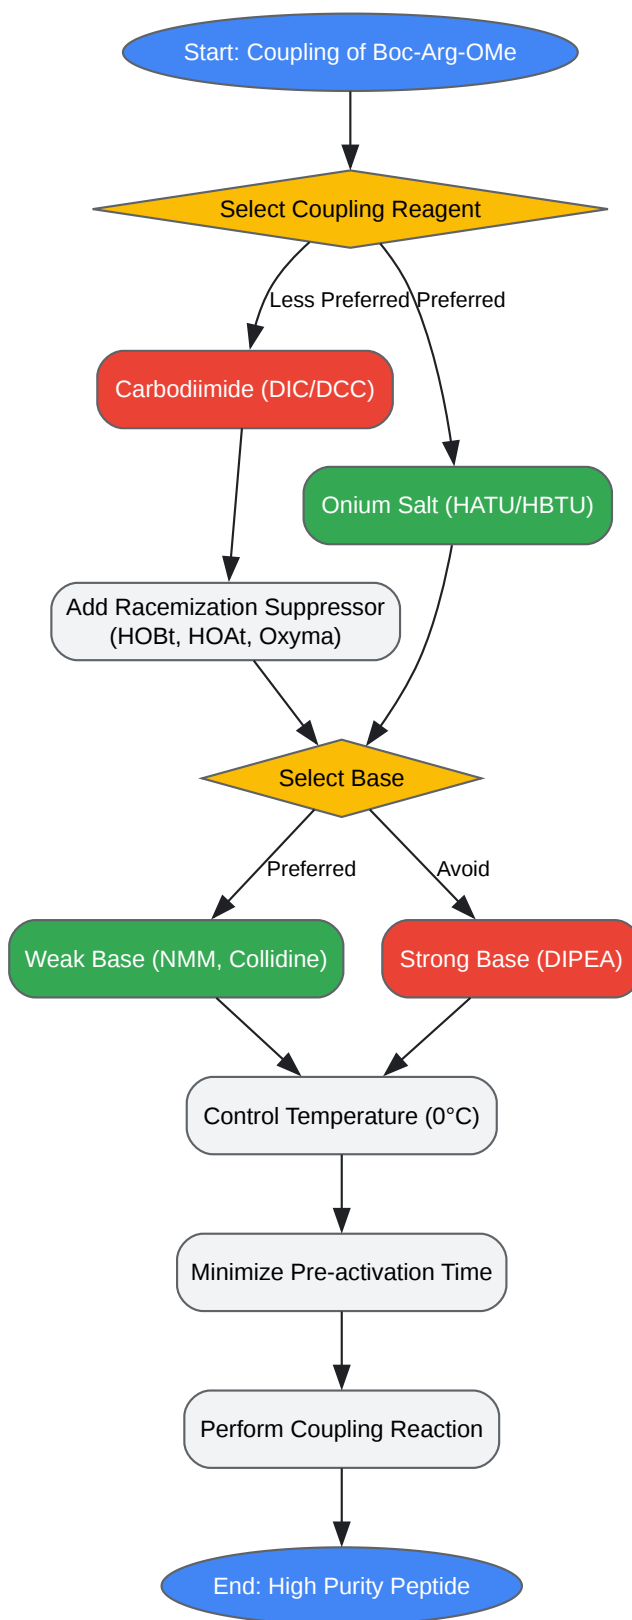 Start: Coupling of Boc-Arg-OMe
Select Coupling Reagent
Less Preferred
Preferred
Carbodiimide (DIC/DCC)
Onium Salt (HATU/HBTU)
Add Racemization Suppressor
(HOBt, HOAt, Oxyma)
Select Base
Preferred
Avoid
Weak Base (NMM, Collidine)
Strong Base (DIPEA)
Control Temperature (0°C)
Minimize Pre-activation Time
Perform Coupling Reaction
End: High Purity Peptide